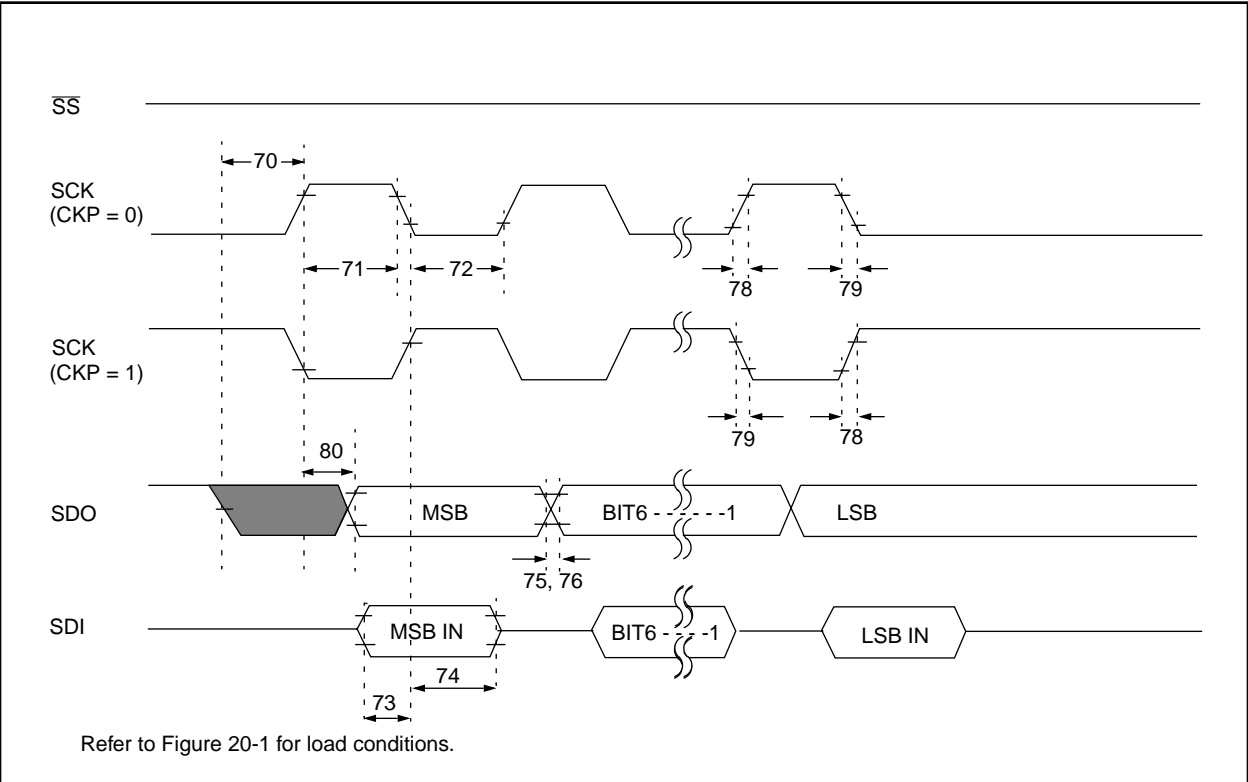 SS
70
SCK
(CKP = 0)
71
72
78
79
SCK
(CKP = 1)
79
78
80
SDO
MSB
BIT6 - - - - - -1
LSB
75, 76
SDI
MSB IN
BIT6 - - - -1
LSB IN
74
73
Refer to Figure 20-1 for load conditions.